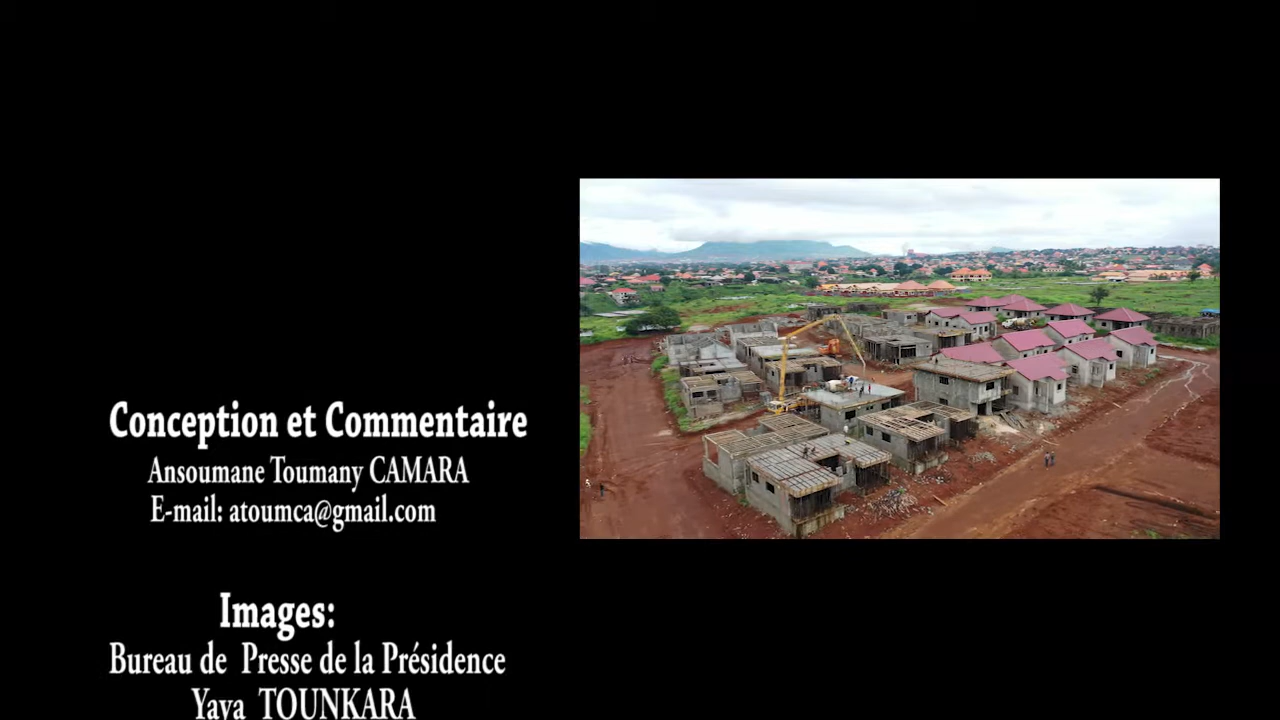 Conception et Commentaire
Ansoumane Toumany CAMARA
E-mail: atoumca@gmail.com
Images:
Bureau de Presse de la Présidence
Yaya TOUNKARA